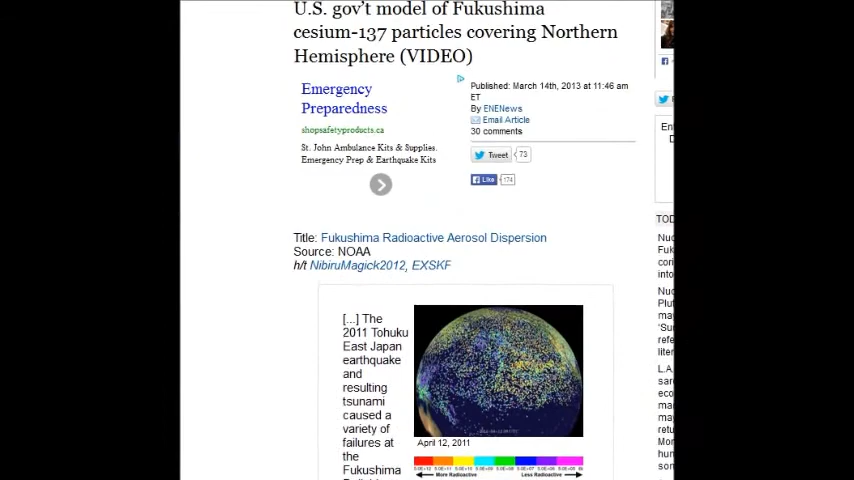 U.S. gov't model of Fukushima
cesium-137 particles covering Northern
Hemisphere (VIDEO)
Emergency
Preparedness
shopsafetyproducts.ca
St. John Ambulance Kits & Supplies.
Emergency Prep & Earthquake Kits
Published: March 14th, 2013 at 11:46 am
ET
By ENENews
Email Article
30 comments
Tweet 73
Like 174
Title: Fukushima Radioactive Aerosol Dispersion
Source: NOAA
h/t NibiruMagick2012, EXSKF
[...] The
2011 Tohuku
East Japan
earthquake
and
resulting
tsunami
caused a
variety of
failures at
the
Fukushima
April 12, 2011
More Radioactive
Less Radioactive